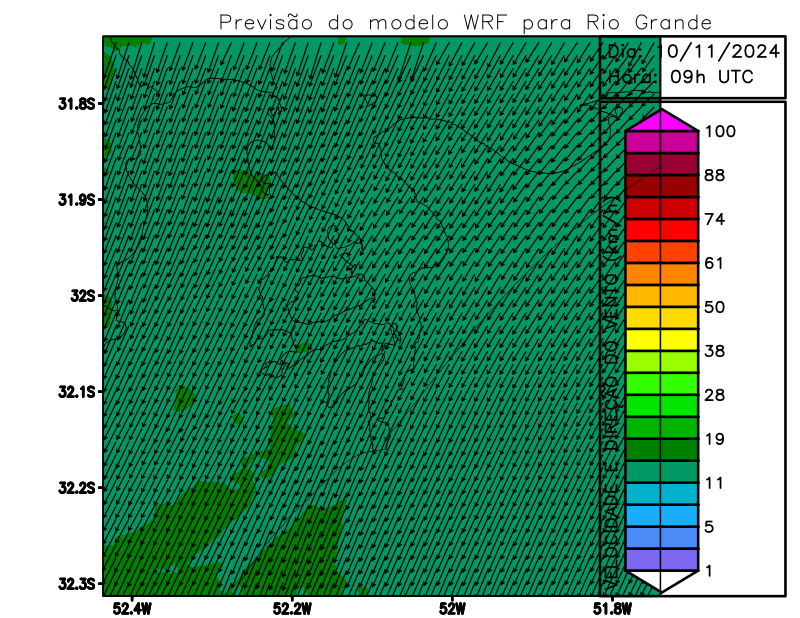 Previsão do modelo WRF para Rio Grande
Dia: 10/11/2024
Hora: 09h UTC
31.8S
31.9S
32S
32.1S
32.2S
32.3S
52.4W
52.2W
52W
51.8W
VELOCIDADE E DIREÇÃO DO VENTO (km/h)
100
88
74
61
50
38
28
19
11
5
1